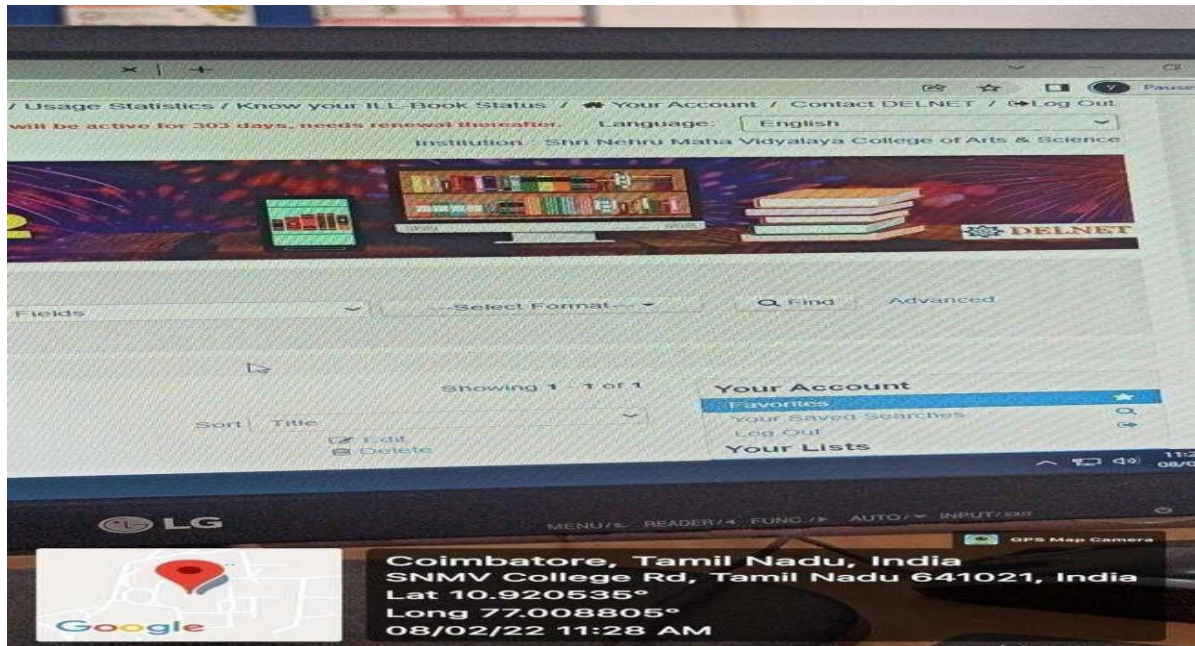 / Usage Statistics / Know your ILL-Book Status / Your Account / Contact DELNET / Log Out
will be active for 303 days, needs renewal thereafter. Language: English
Institution : Shri Nehru Maha Vidyalaya College of Arts & Science
DELNET
Fields ---Select Format--- Find Advanced
Showing 1 - 1 of 1
Sort Title
Edit
Delete
Your Account
Favorites
Your Saved Searches
Log Out
Your Lists
LG
MENU/ READER/ FUNC./ AUTO/ INPUT/
GPS Map Camera
Google
Coimbatore, Tamil Nadu, India
SNMV College Rd, Tamil Nadu 641021, India
Lat 10.920535°
Long 77.008805°
08/02/22 11:28 AM